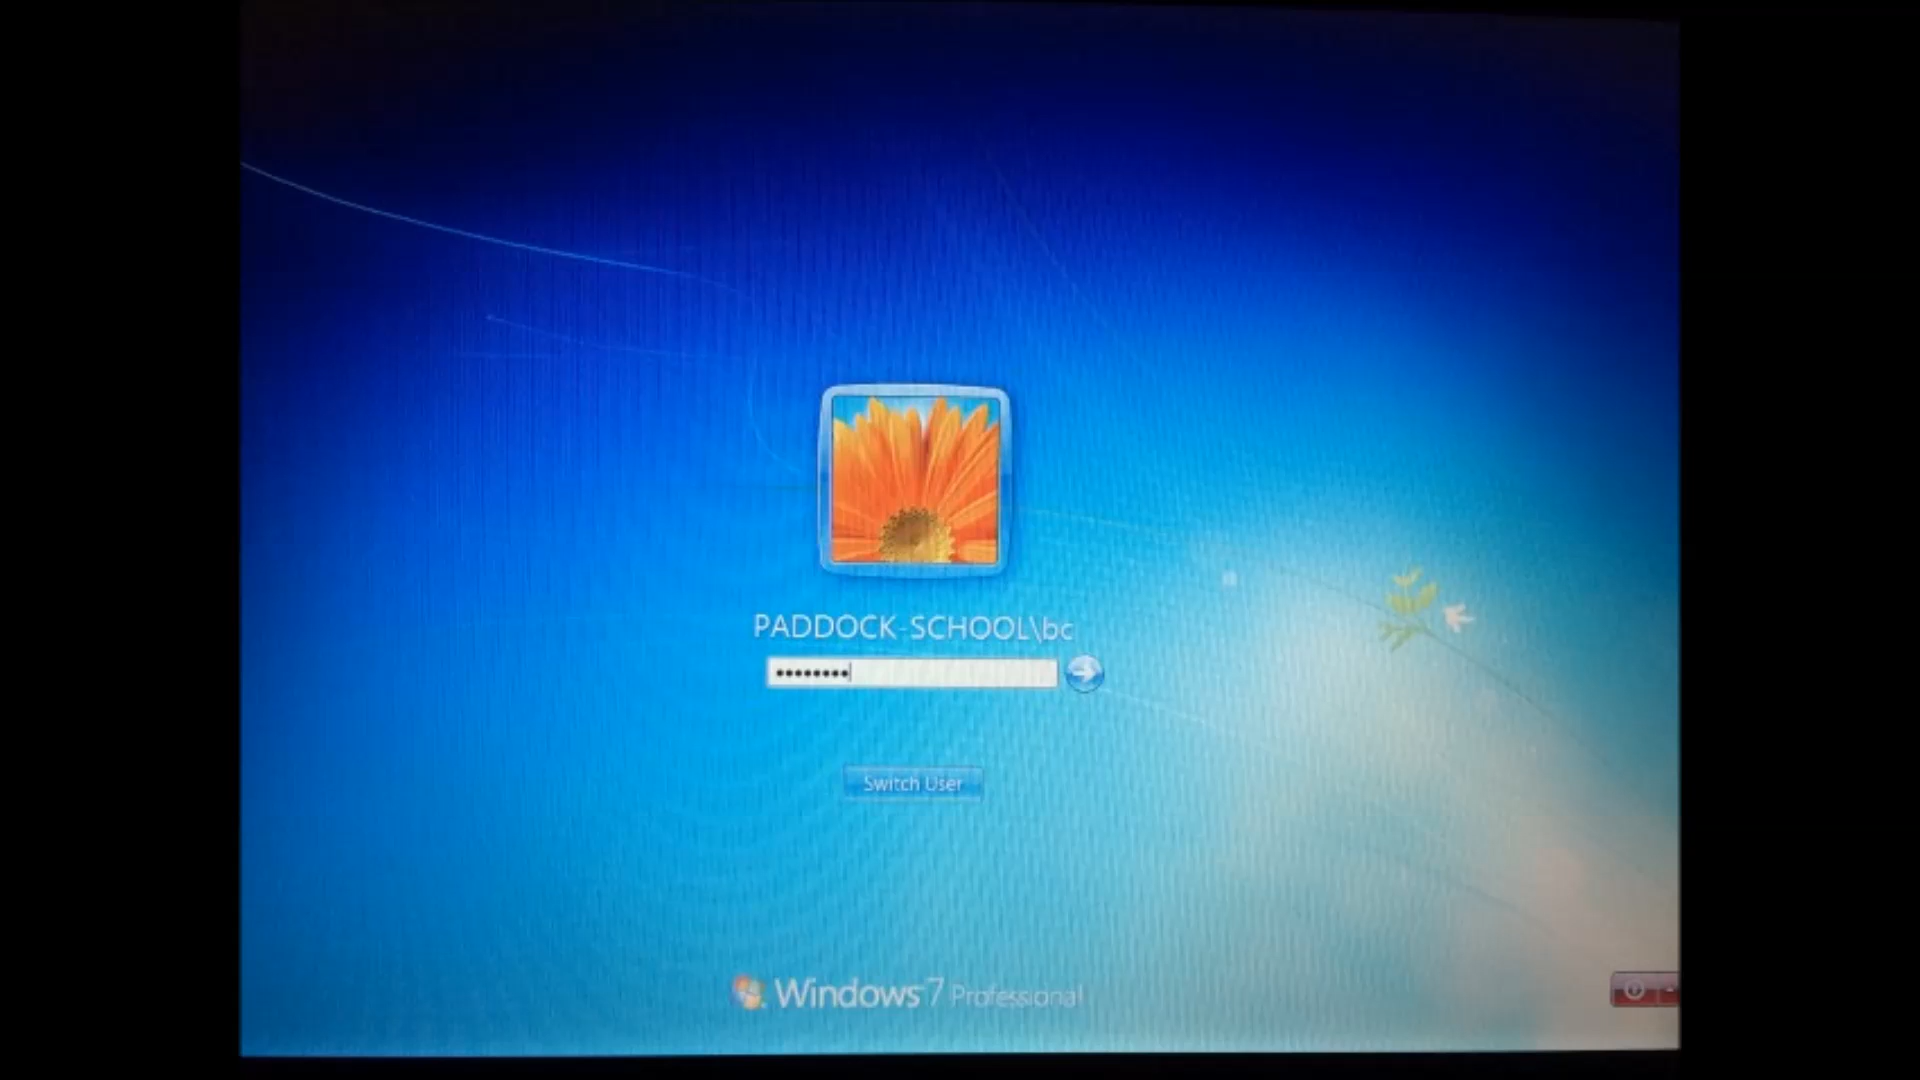 PADDOCK-SCHOOL\bc
••••••••
Switch User
Windows 7 Professional